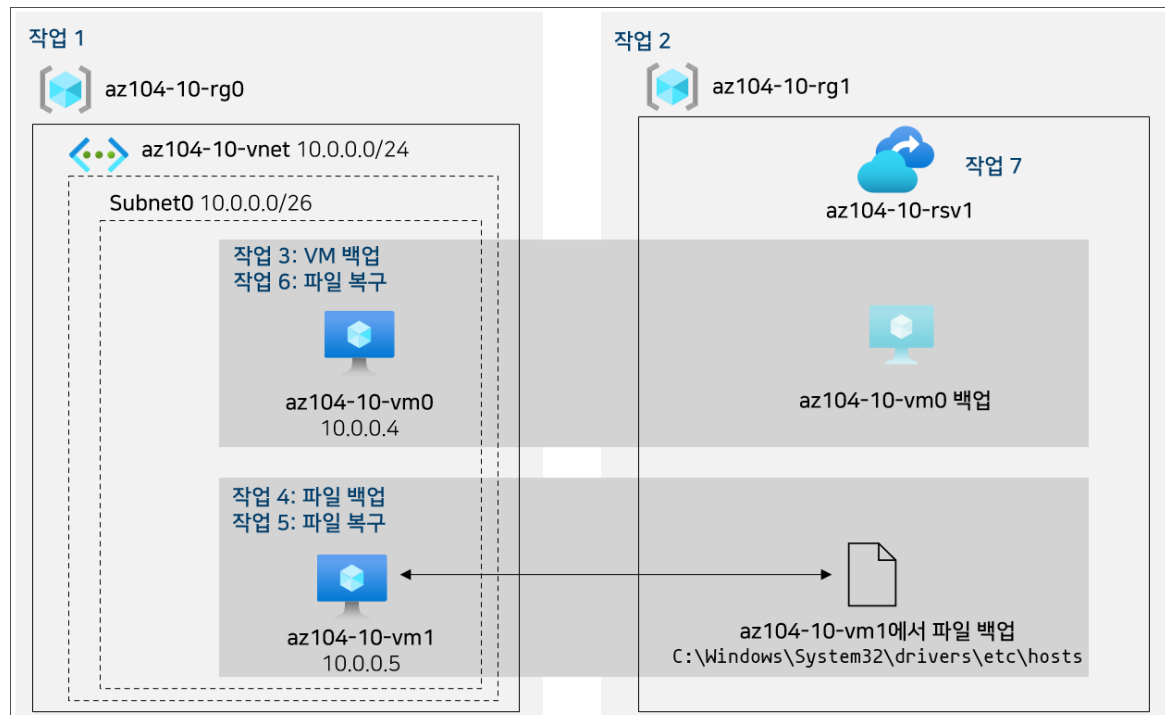 작업 1
az104-10-rg0
az104-10-vnet 10.0.0.0/24
Subnet0 10.0.0.0/26
작업 3: VM 백업
작업 6: 파일 복구
az104-10-vm0
10.0.0.4
작업 4: 파일 백업
작업 5: 파일 복구
az104-10-vm1
10.0.0.5
작업 2
az104-10-rg1
작업 7
az104-10-rsv1
az104-10-vm0 백업
az104-10-vm1에서 파일 백업
C:\Windows\System32\drivers\etc\hosts